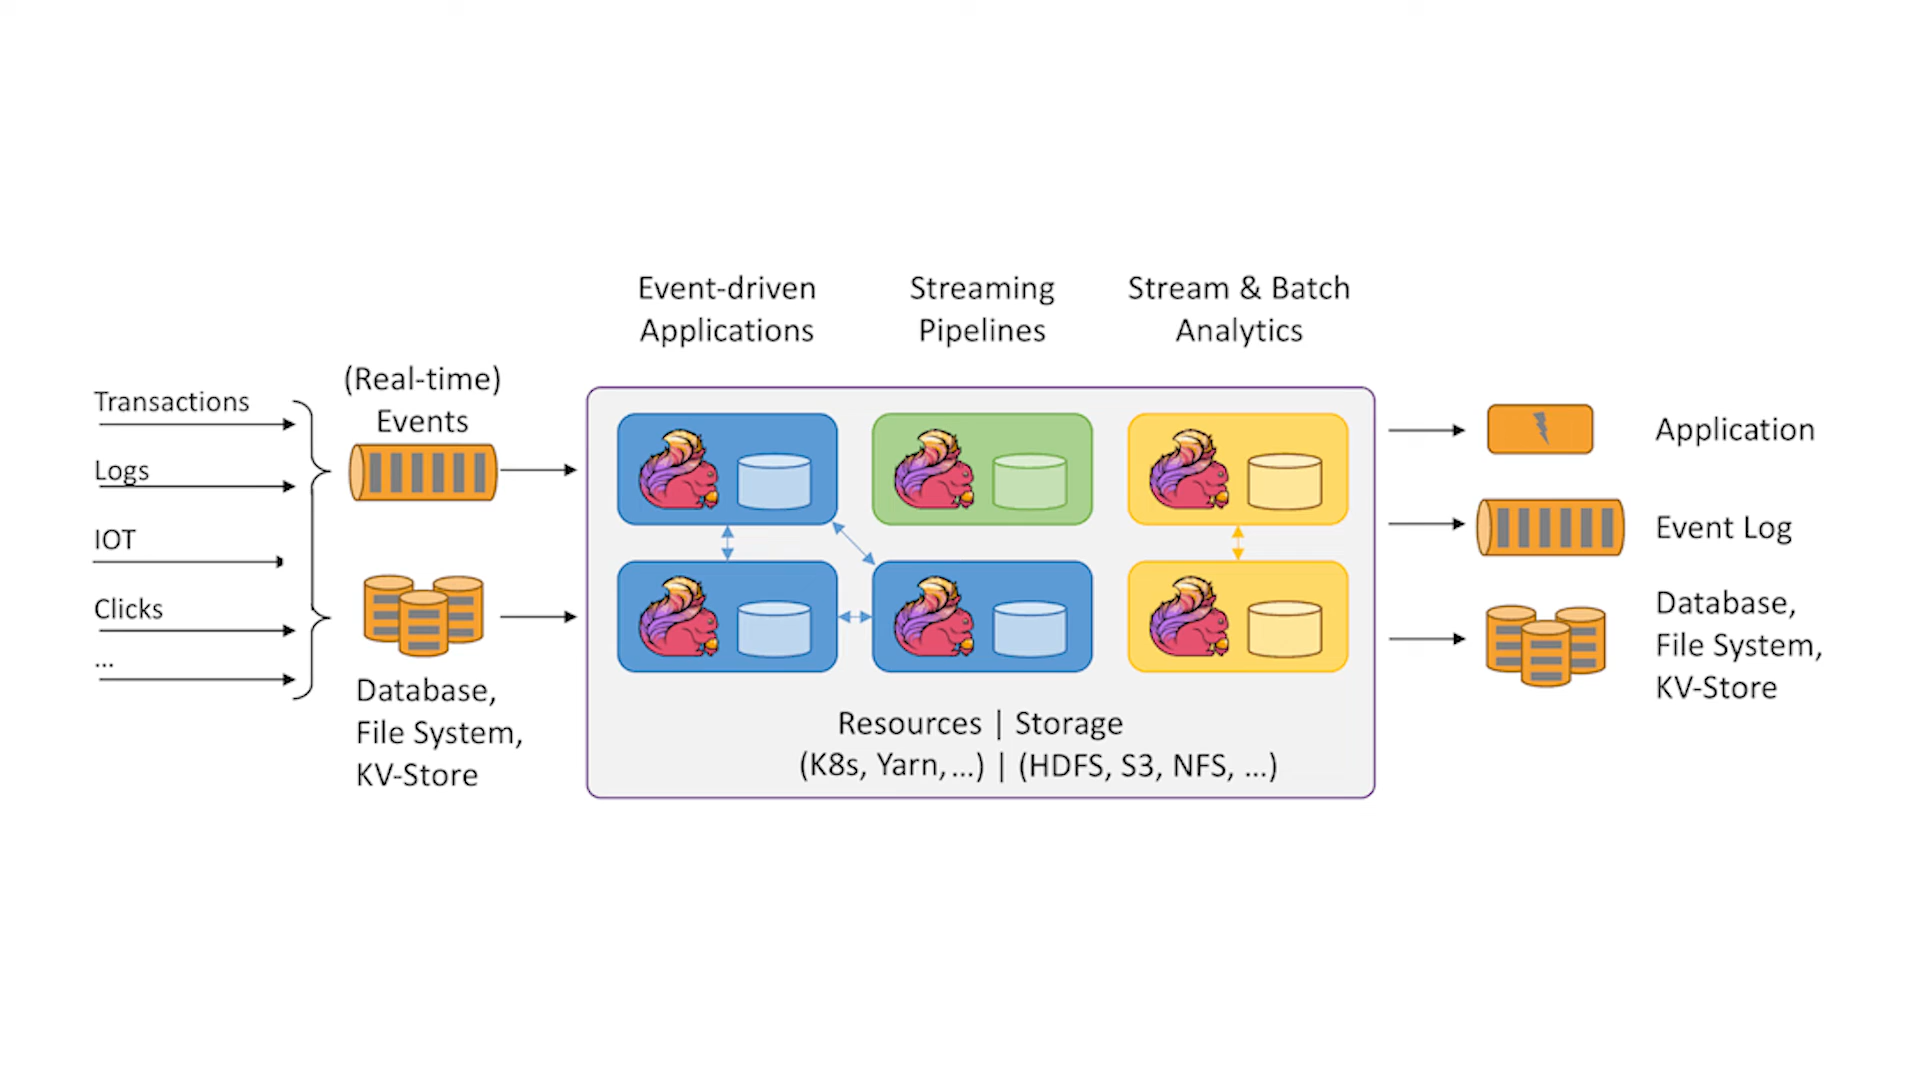 Event-driven
Applications
Streaming
Pipelines
Stream & Batch
Analytics
Transactions
Logs
IOT
Clicks
...
(Real-time)
Events
Database,
File System,
KV-Store
Resources | Storage
(K8s, Yarn, ...) | (HDFS, S3, NFS, ...)
Application
Event Log
Database,
File System,
KV-Store